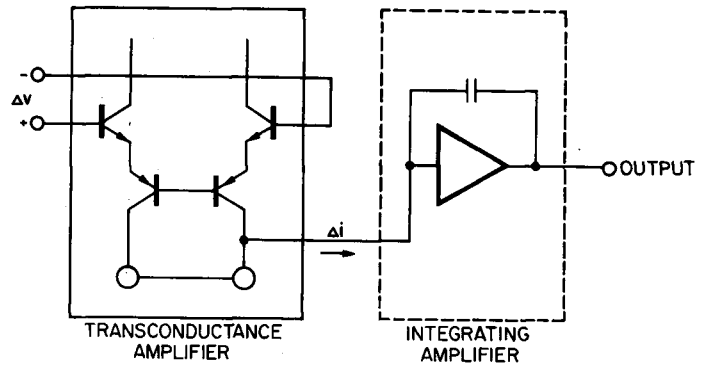 -
Δv
+
Δi
OUTPUT
TRANSCONDUCTANCE
AMPLIFIER
INTEGRATING
AMPLIFIER